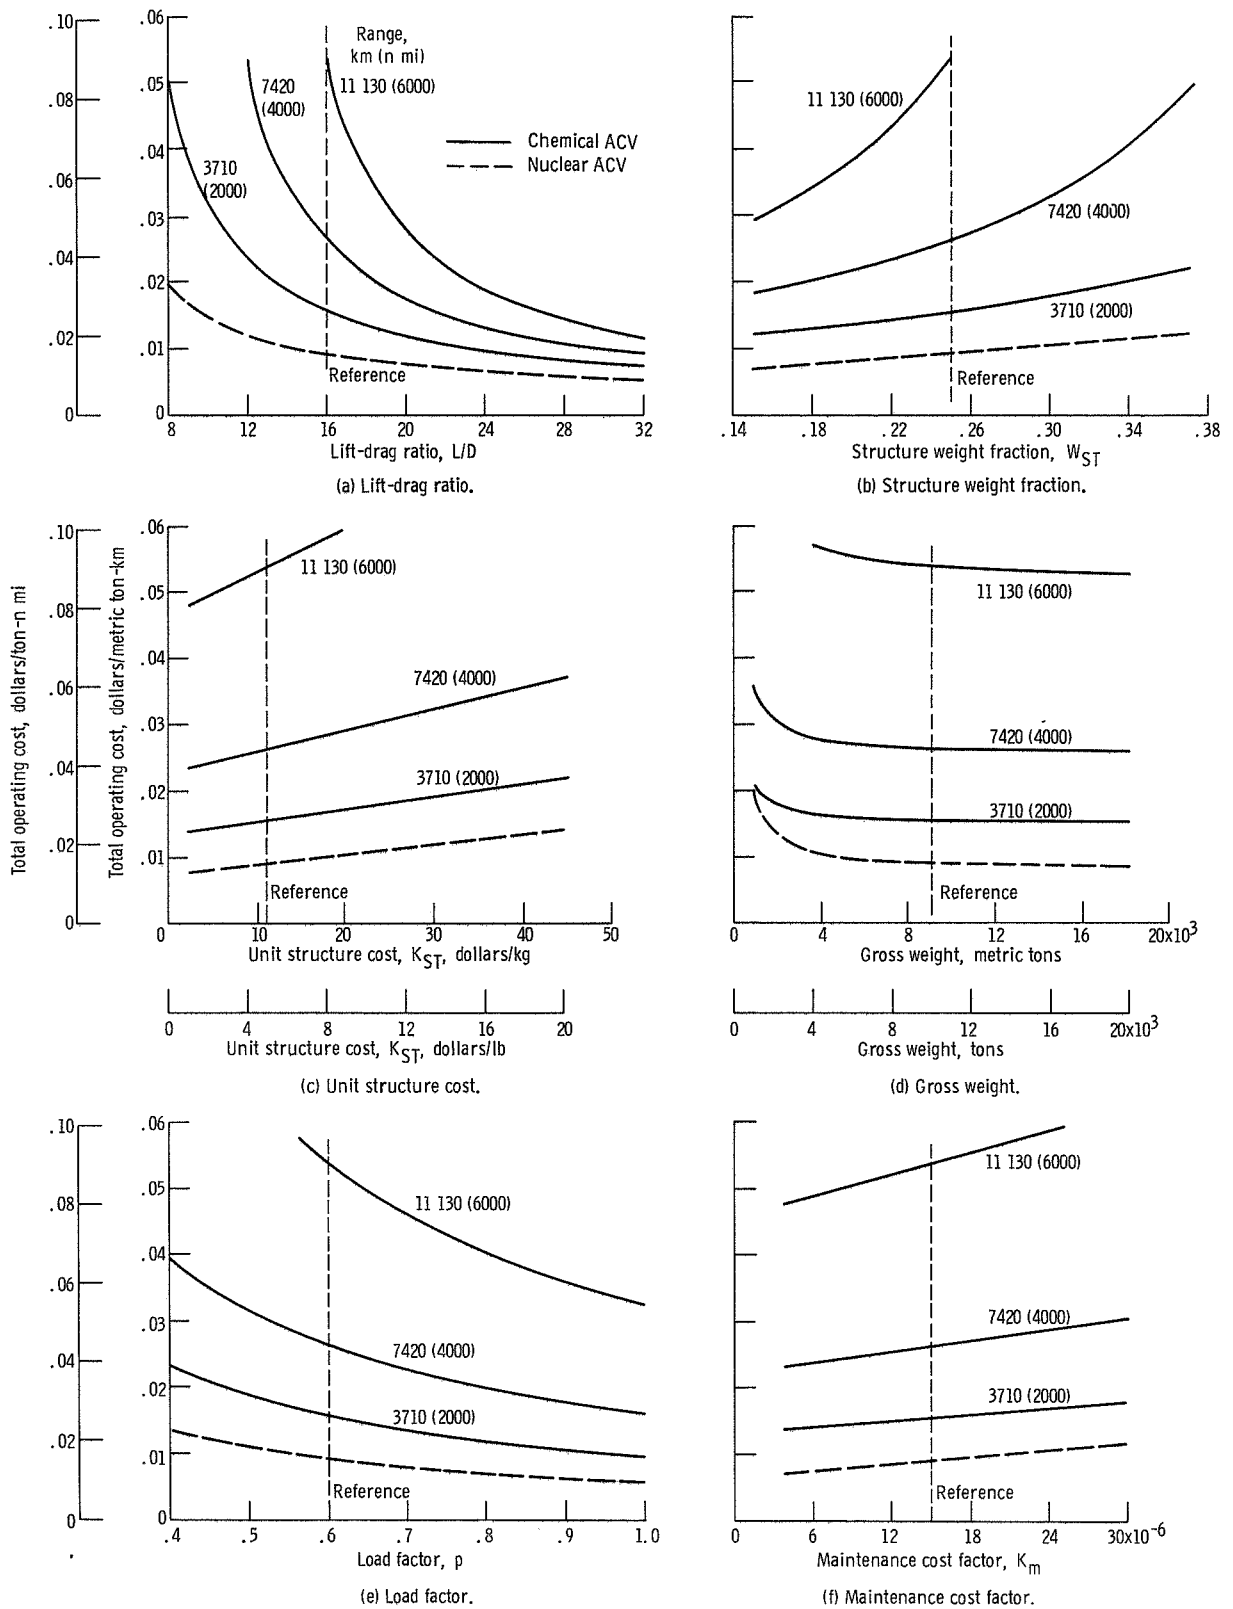 .10
.08
.06
.04
.02
0
.06
.05
.04
.03
.02
.01
0
Range,
km (n mi)
7420
(4000)
11 130 (6000)
3710
(2000)
Chemical ACV
Nuclear ACV
Reference
8 12 16 20 24 28 32
Lift-drag ratio, L/D
(a) Lift-drag ratio.
11 130 (6000)
7420 (4000)
3710 (2000)
Reference
.14 .18 .22 .26 .30 .34 .38
Structure weight fraction, WST
(b) Structure weight fraction.
Total operating cost, dollars/ton-n mi
.10
.08
.06
.04
.02
0
Total operating cost, dollars/metric ton-km
.06
.05
.04
.03
.02
.01
11 130 (6000)
7420 (4000)
3710 (2000)
Reference
0 10 20 30 40 50
Unit structure cost, KST, dollars/kg
0 4 8 12 16 20
Unit structure cost, KST, dollars/lb
(c) Unit structure cost.
11 130 (6000)
7420 (4000)
3710 (2000)
Reference
0 4 8 12 16 20x10³
Gross weight, metric tons
0 4 8 12 16 20x10³
Gross weight, tons
(d) Gross weight.
.10
.08
.06
.04
.02
0
.06
.05
.04
.03
.02
.01
0
11 130 (6000)
7420 (4000)
3710 (2000)
Reference
.4 .5 .6 .7 .8 .9 1.0
Load factor, p
(e) Load factor.
11 130 (6000)
7420 (4000)
3710 (2000)
Reference
0 6 12 18 24 30x10⁻⁶
Maintenance cost factor, Km
(f) Maintenance cost factor.